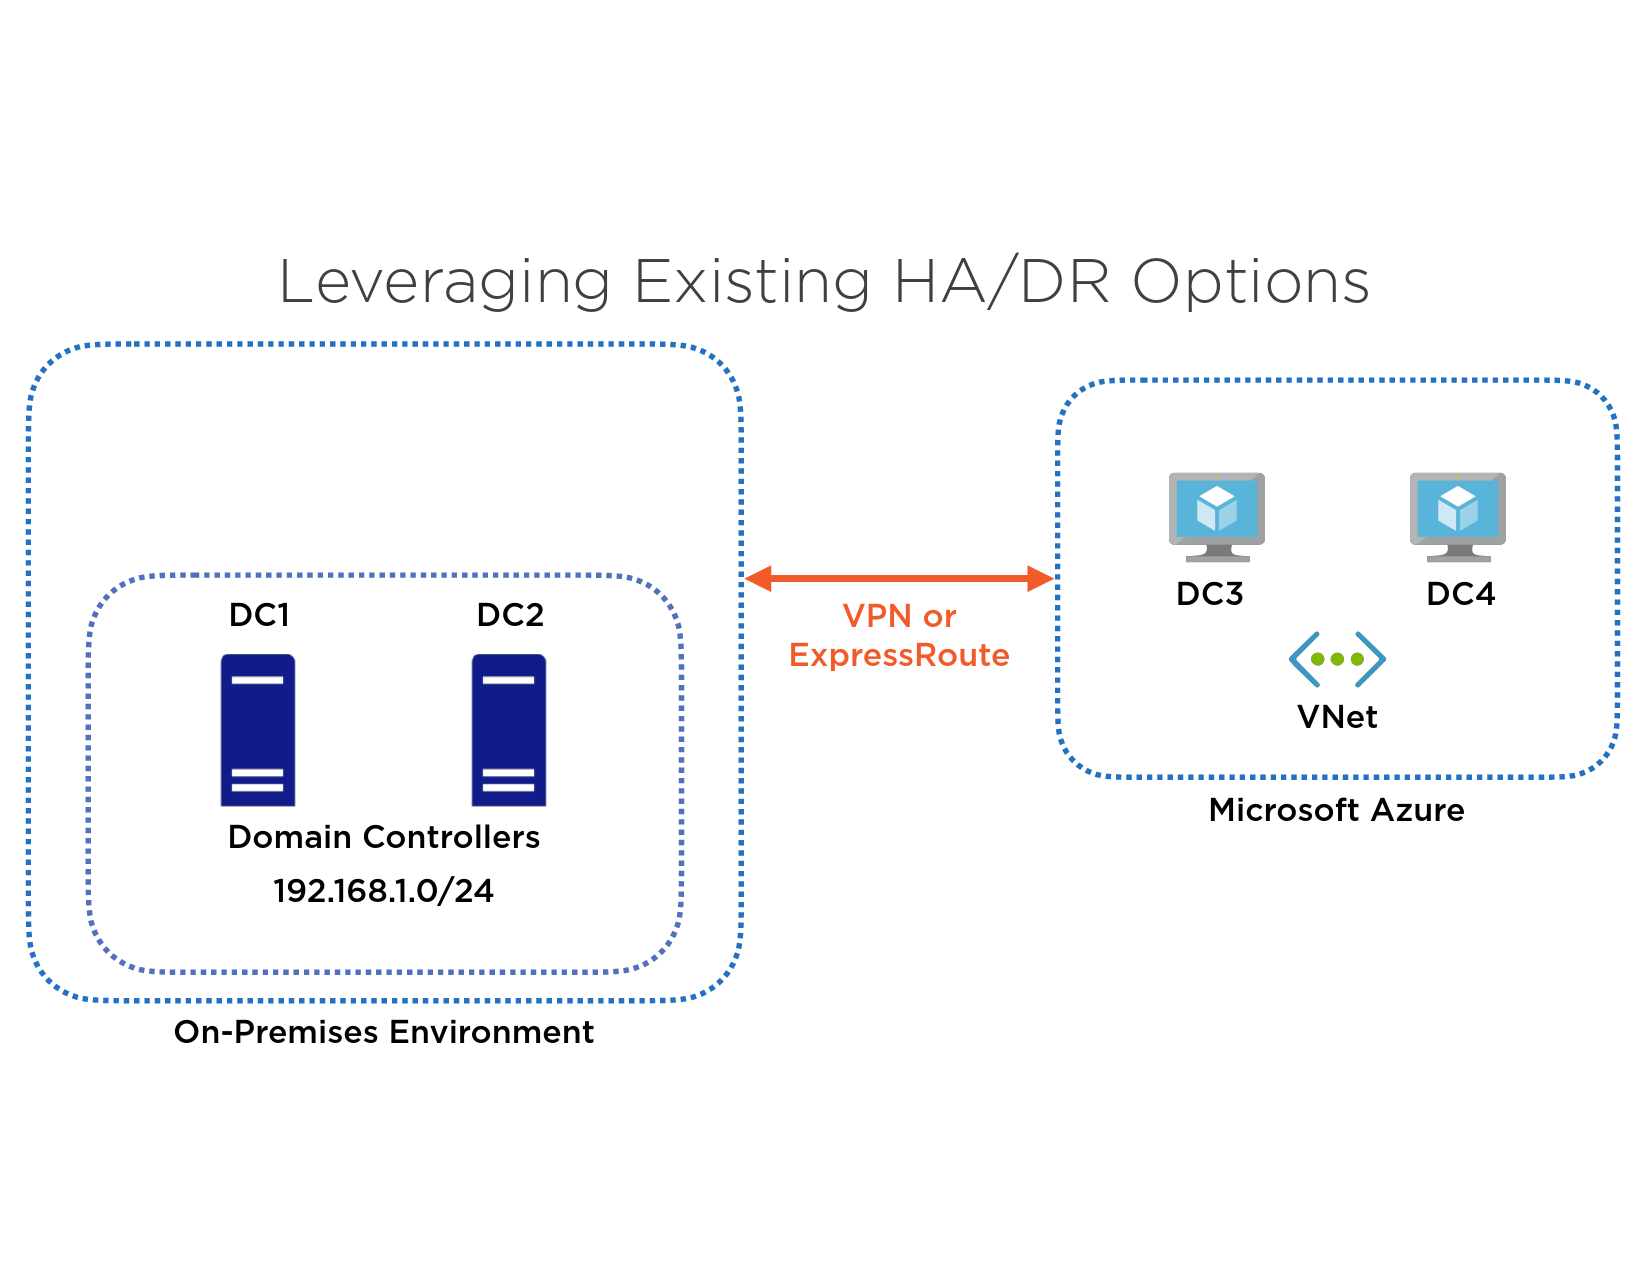 Leveraging Existing HA/DR Options
DC1
DC2
Domain Controllers
192.168.1.0/24
On-Premises Environment
VPN or
ExpressRoute
DC3
DC4
VNet
Microsoft Azure